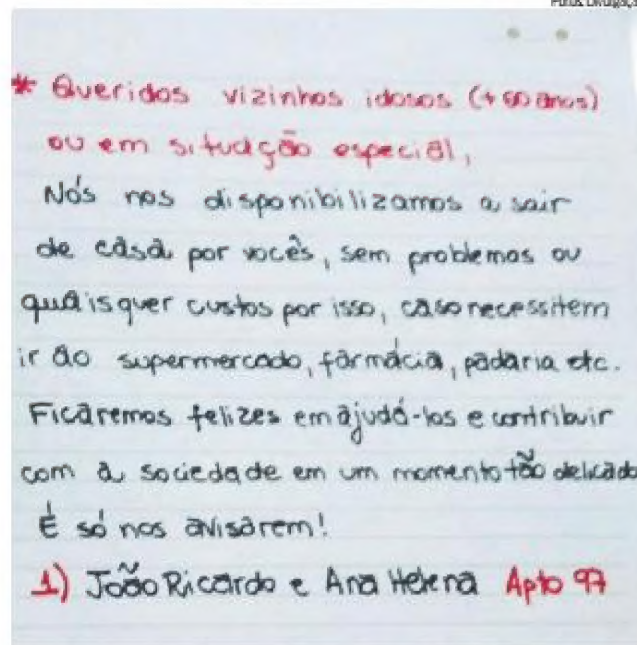 Fotos: Divulgação
* Queridos vizinhos idosos (+60 anos)
ou em situação especial,
Nós nos disponibilizamos a sair
de casa por vocês, sem problemas ou
quaisquer custos por isso, caso necessitem
ir ao supermercado, farmácia, padaria etc.
Ficaremos felizes em ajudá-los e contribuir
com a sociedade em um momento tão delicado
É só nos avisarem!
1) João Ricardo e Ana Helena Apto 97